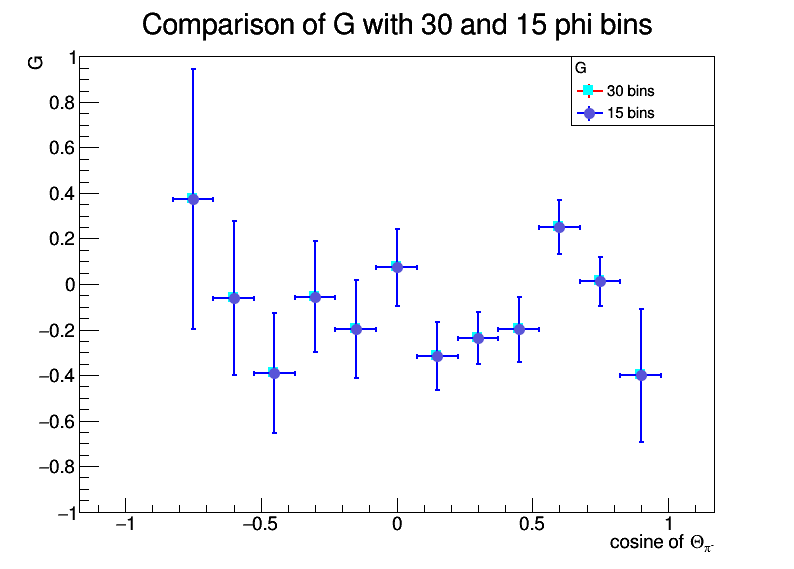 Comparison of G with 30 and 15 phi bins
G
1
0.8
0.6
0.4
0.2
0
−0.2
−0.4
−0.6
−0.8
−1
G
30 bins
15 bins
−1 −0.5 0 0.5 1
cosine of Θπ-